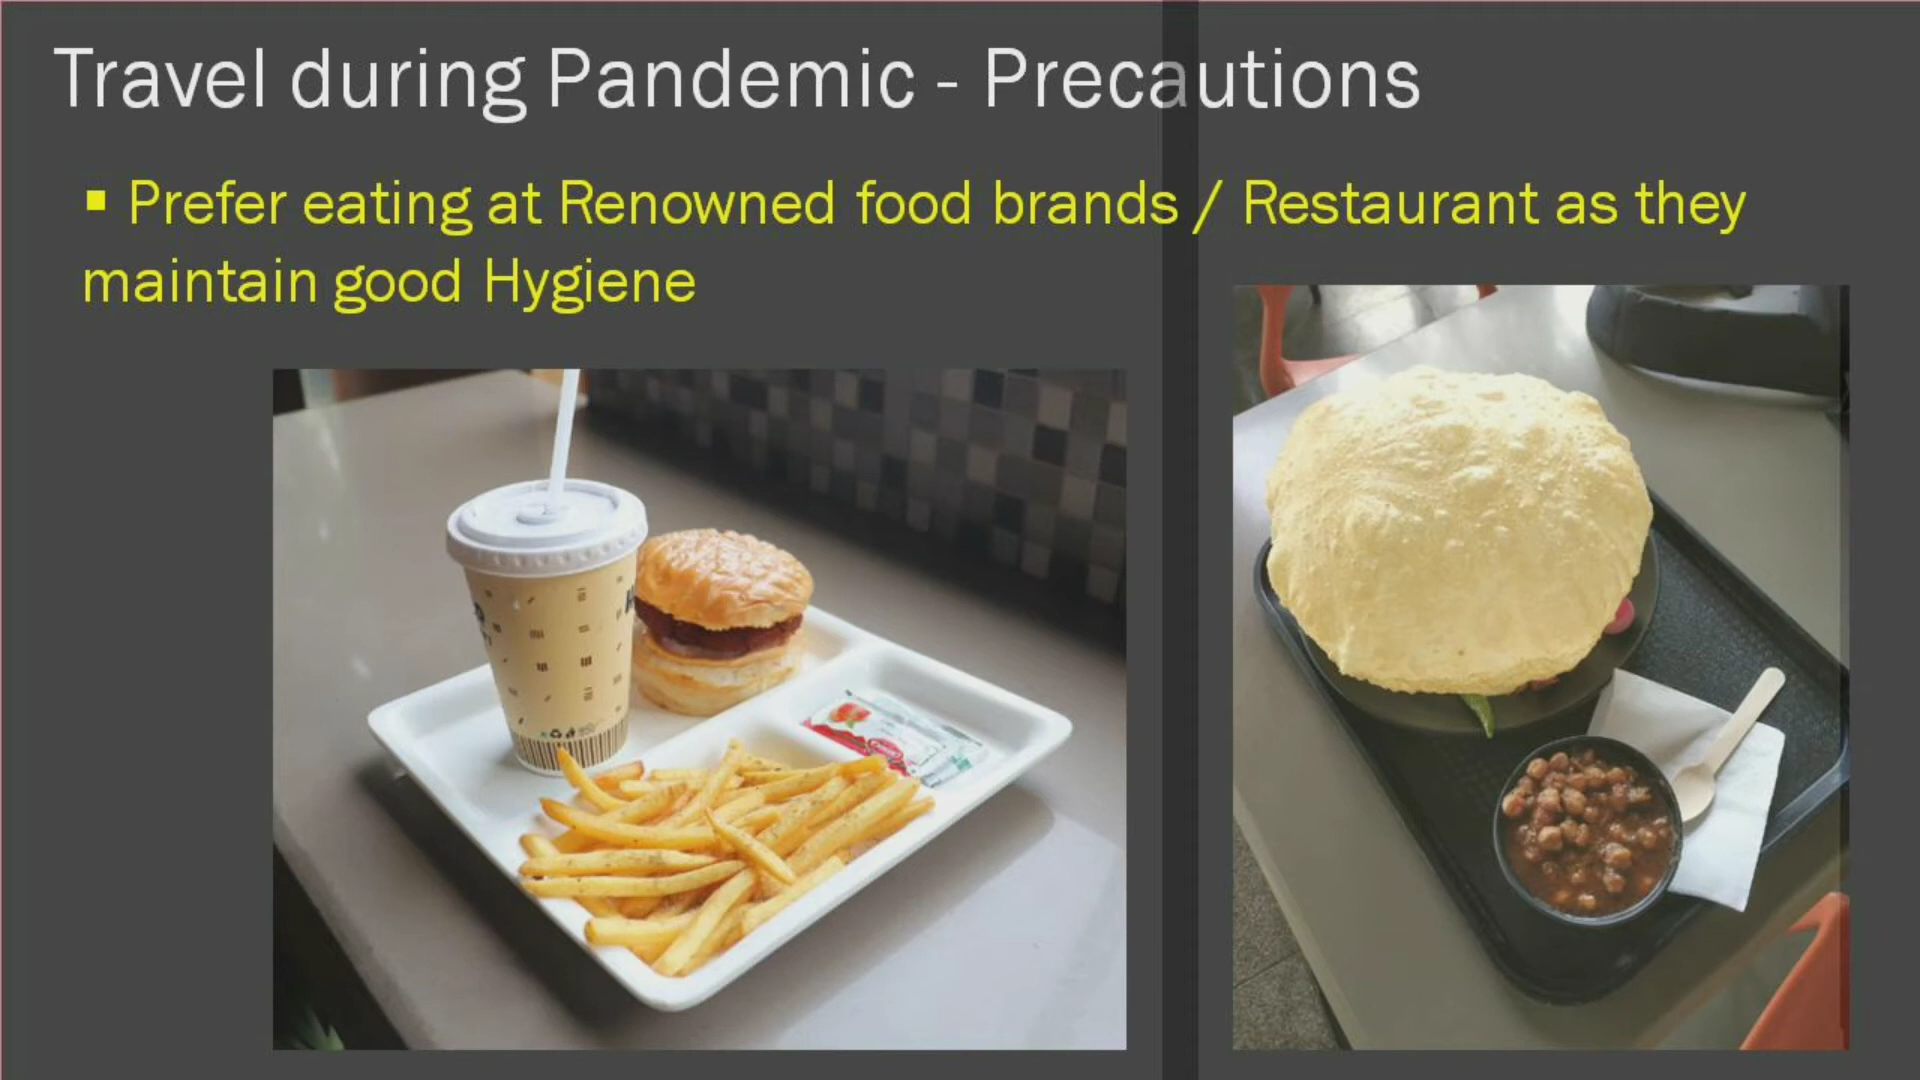 Travel during Pandemic - Precautions
▪ Prefer eating at Renowned food brands / Restaurant as they
maintain good Hygiene